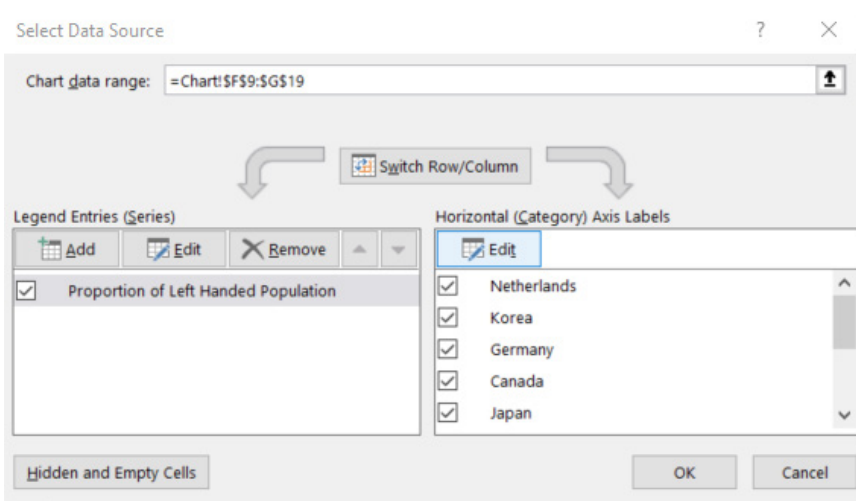 Select Data Source ?
Chart data range: =Chart!$F$9:$G$19
Switch Row/Column
Legend Entries (Series)
Add Edit Remove
Proportion of Left Handed Population
Horizontal (Category) Axis Labels
Edit
Netherlands
Korea
Germany
Canada
Japan
Hidden and Empty Cells
OK Cancel